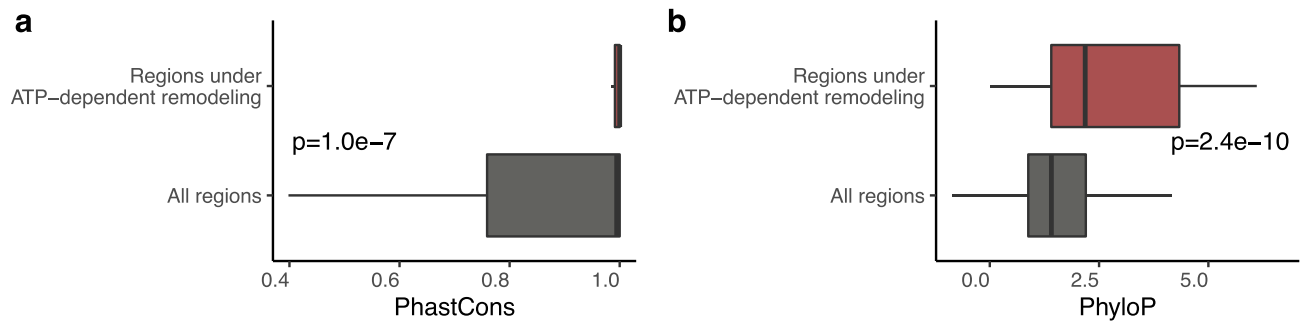 a
Regions under
ATP−dependent remodeling
p=1.0e−7
All regions
0.4 0.6 0.8 1.0
PhastCons
b
Regions under
ATP−dependent remodeling
p=2.4e−10
All regions
0.0 2.5 5.0
PhyloP